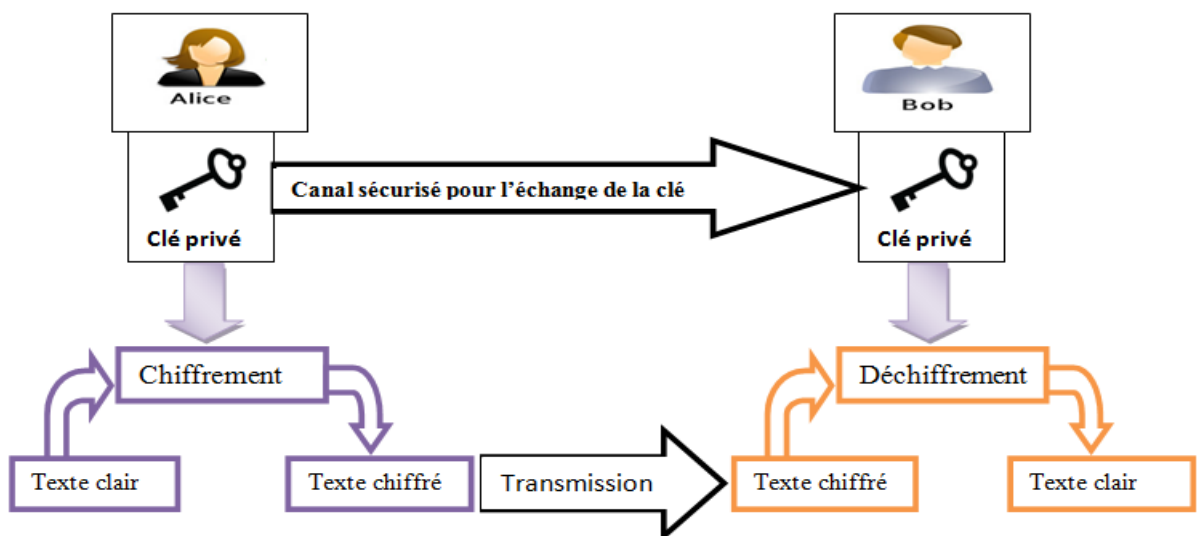 Alice
Bob
Canal sécurisé pour l'échange de la clé
Clé privé
Clé privé
Chiffrement
Déchiffrement
Texte clair
Texte chiffré
Transmission
Texte chiffré
Texte clair